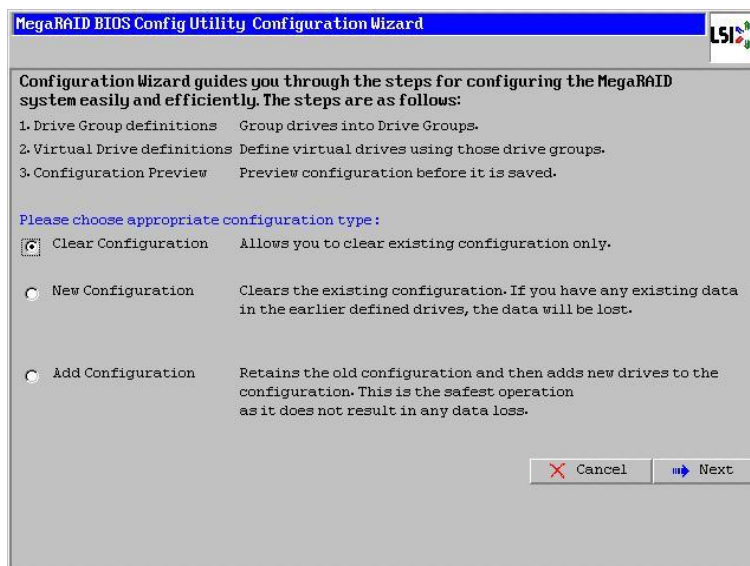 MegaRAID BIOS Config Utility Configuration Wizard
LSI
Configuration Wizard guides you through the steps for configuring the MegaRAID
system easily and efficiently. The steps are as follows:
1. Drive Group definitions Group drives into Drive Groups.
2. Virtual Drive definitions Define virtual drives using those drive groups.
3. Configuration Preview Preview configuration before it is saved.
Please choose appropriate configuration type:
Clear Configuration Allows you to clear existing configuration only.
New Configuration Clears the existing configuration. If you have any existing data
in the earlier defined drives, the data will be lost.
Add Configuration Retains the old configuration and then adds new drives to the
configuration. This is the safest operation
as it does not result in any data loss.
Cancel Next